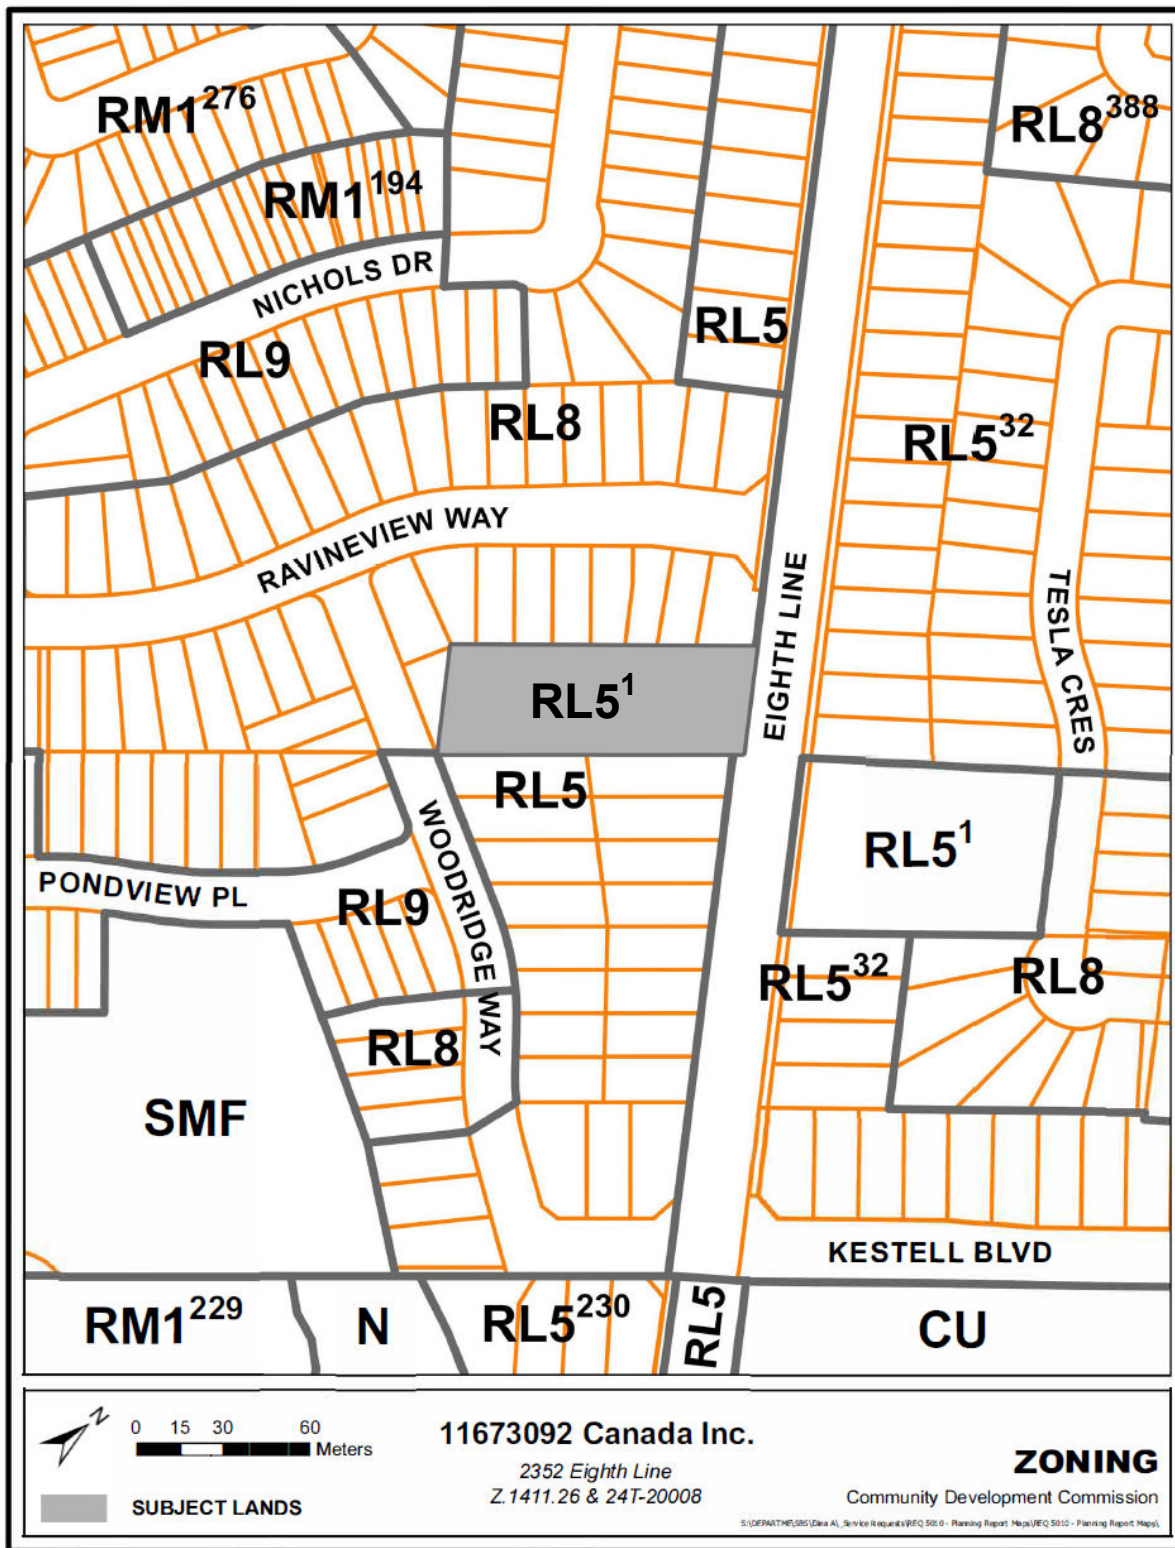 RM1²⁷⁶
RL8³⁸⁸
RM1¹⁹⁴
NICHOLS DR
RL5
RL9
RL8
RL5³²
RAVINEVIEW WAY
EIGHTH LINE
TESLA CRES
RL5¹
RL5
WOODRIDGE WAY
RL5¹
PONDVIEW PL
RL9
RL5³²
RL8
RL8
SMF
KESTELL BLVD
RM1²²⁹
N
RL5²³⁰
RL5
CU
N
0 15 30 60
Meters
SUBJECT LANDS
11673092 Canada Inc.
2352 Eighth Line
Z.1411.26 & 24T-20008
ZONING
Community Development Commission